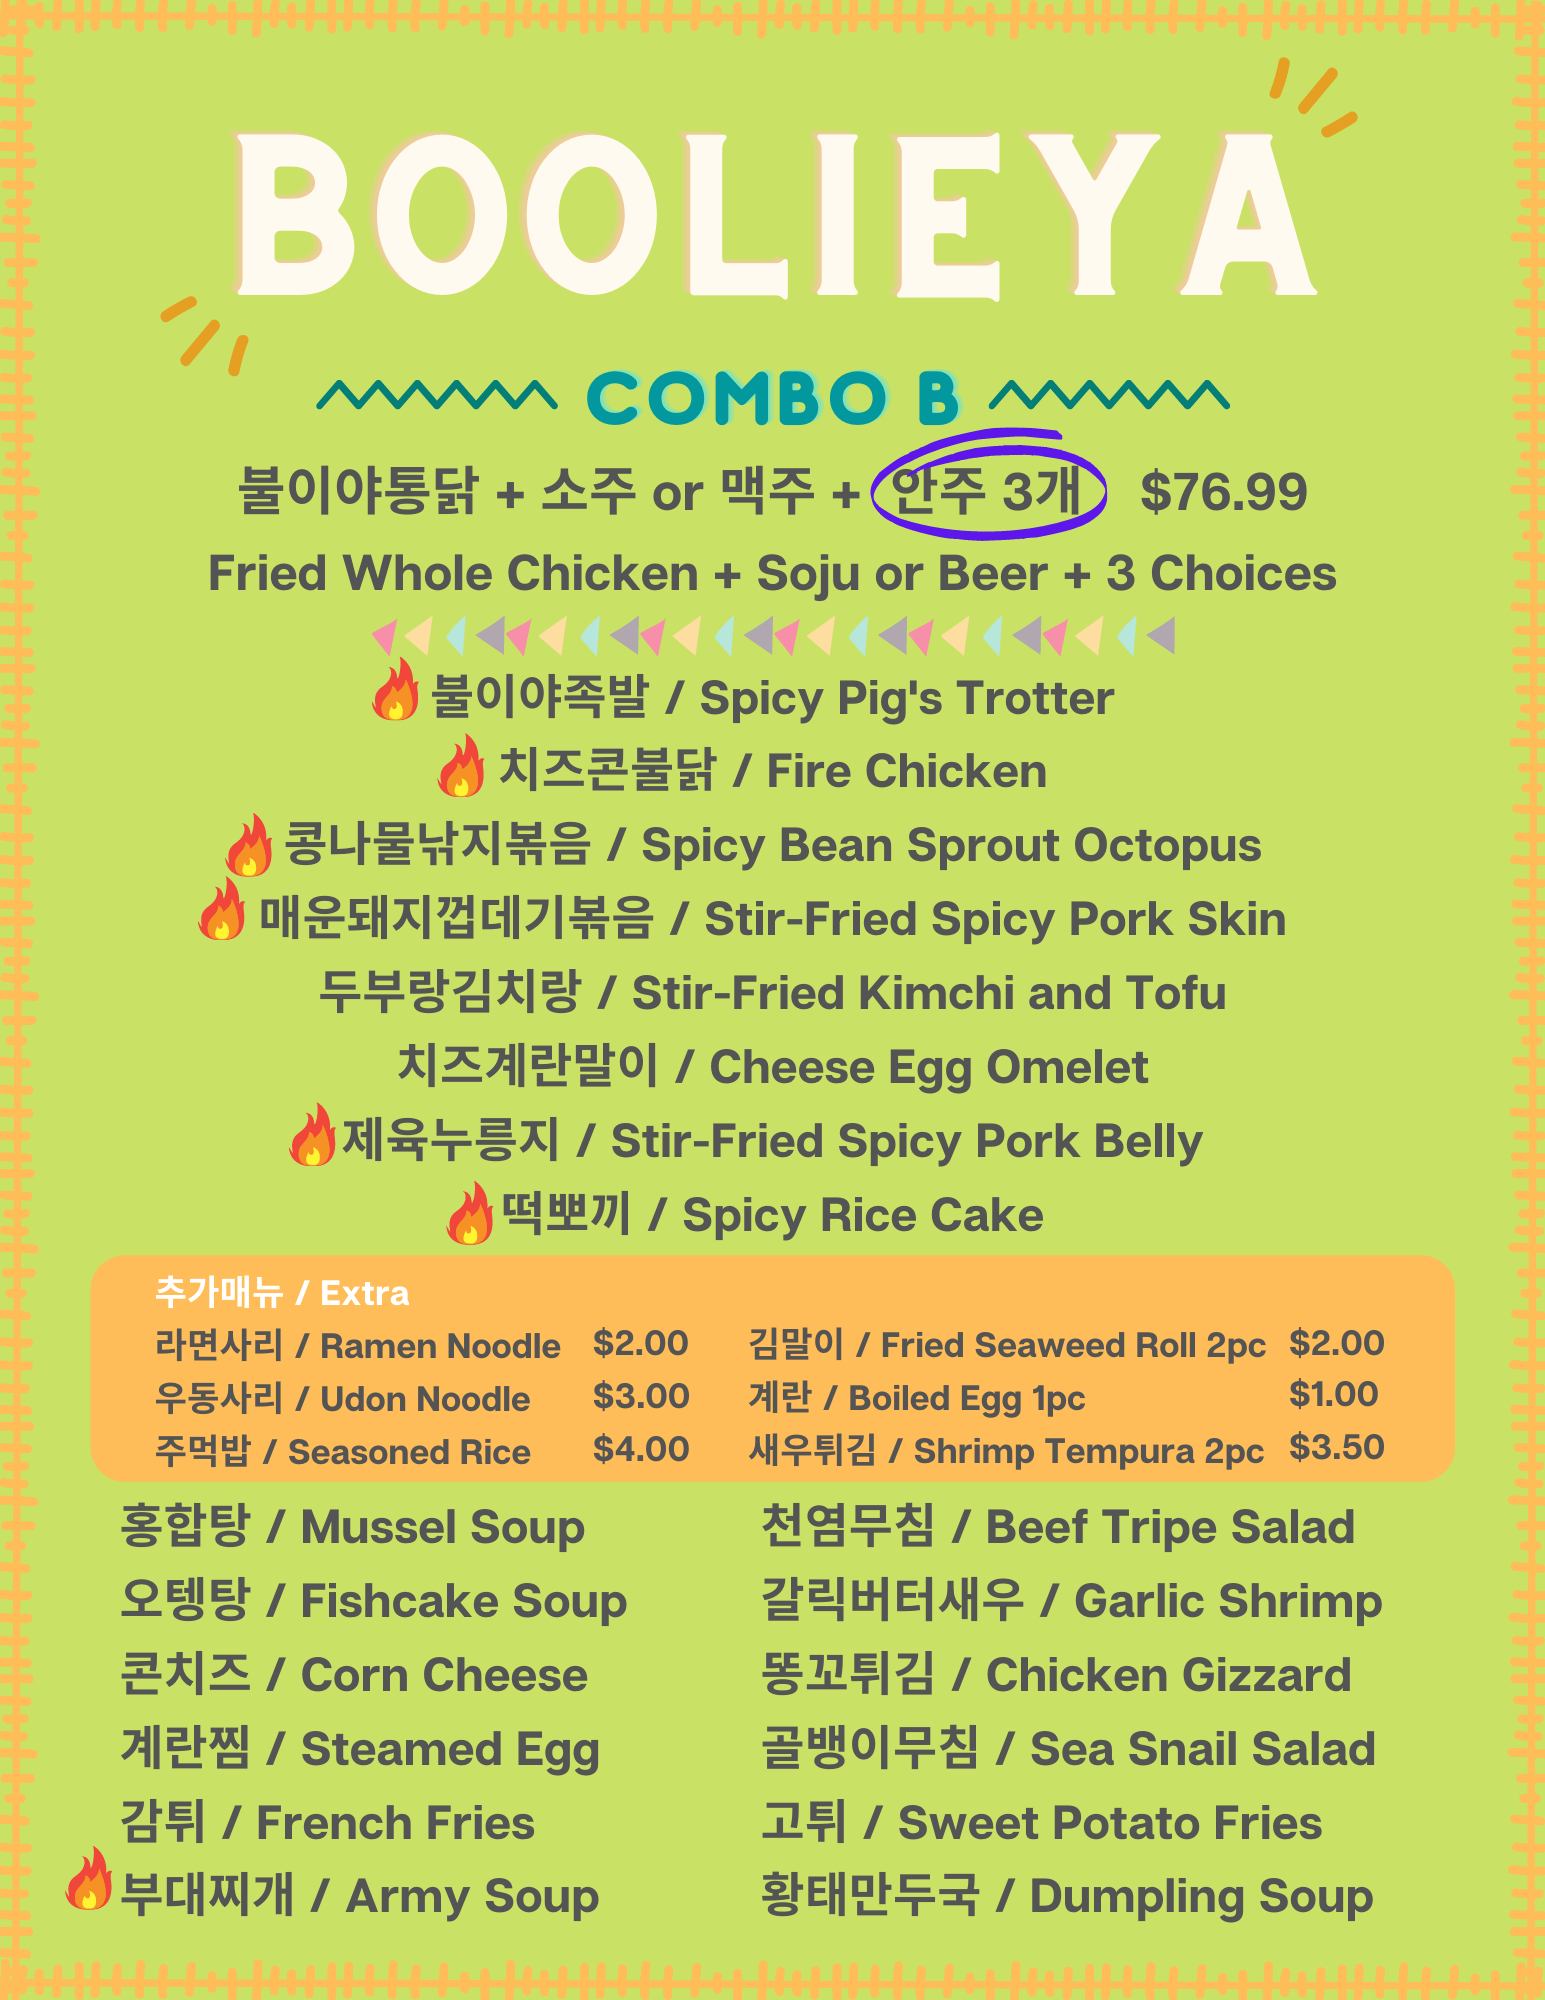 BOOLIEYA
COMBO B
불이야통닭 + 소주 or 맥주 + 안주 3개 $76.99
Fried Whole Chicken + Soju or Beer + 3 Choices
불이야족발 / Spicy Pig's Trotter
치즈콘불닭 / Fire Chicken
콩나물낚지볶음 / Spicy Bean Sprout Octopus
매운돼지껍데기볶음 / Stir-Fried Spicy Pork Skin
두부랑김치랑 / Stir-Fried Kimchi and Tofu
치즈계란말이 / Cheese Egg Omelet
제육누릉지 / Stir-Fried Spicy Pork Belly
떡뽀끼 / Spicy Rice Cake
추가매뉴 / Extra
라면사리 / Ramen Noodle $2.00
우동사리 / Udon Noodle $3.00
주먹밥 / Seasoned Rice $4.00
김말이 / Fried Seaweed Roll 2pc $2.00
계란 / Boiled Egg 1pc $1.00
새우튀김 / Shrimp Tempura 2pc $3.50
홍합탕 / Mussel Soup
오텡탕 / Fishcake Soup
콘치즈 / Corn Cheese
계란찜 / Steamed Egg
감튀 / French Fries
부대찌개 / Army Soup
천염무침 / Beef Tripe Salad
갈릭버터새우 / Garlic Shrimp
똥꼬튀김 / Chicken Gizzard
골뱅이무침 / Sea Snail Salad
고튀 / Sweet Potato Fries
황태만두국 / Dumpling Soup